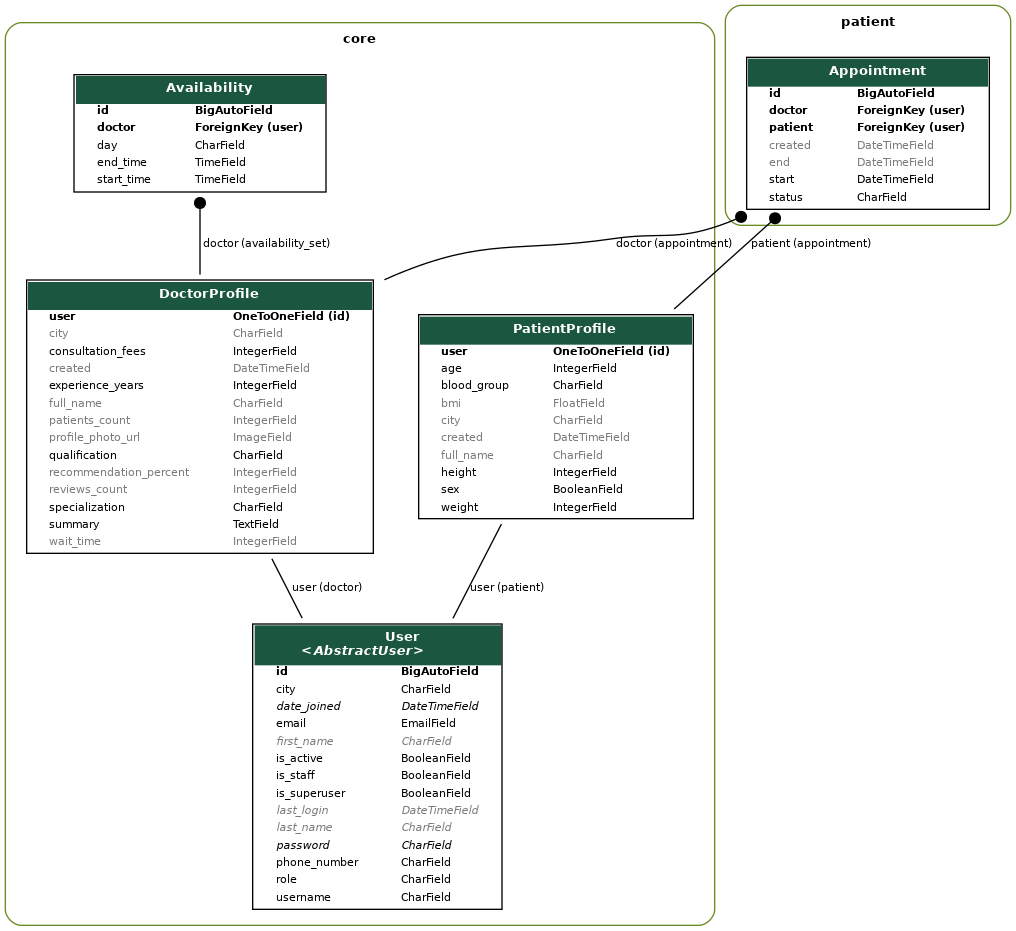 core
Availability
id BigAutoField
doctor ForeignKey (user)
day CharField
end_time TimeField
start_time TimeField
patient
Appointment
id BigAutoField
doctor ForeignKey (user)
patient ForeignKey (user)
created DateTimeField
end DateTimeField
start DateTimeField
status CharField
doctor (availability_set)
doctor (appointment)
patient (appointment)
DoctorProfile
user OneToOneField (id)
city CharField
consultation_fees IntegerField
created DateTimeField
experience_years IntegerField
full_name CharField
patients_count IntegerField
profile_photo_url ImageField
qualification CharField
recommendation_percent IntegerField
reviews_count IntegerField
specialization CharField
summary TextField
wait_time IntegerField
PatientProfile
user OneToOneField (id)
age IntegerField
blood_group CharField
bmi FloatField
city CharField
created DateTimeField
full_name CharField
height IntegerField
sex BooleanField
weight IntegerField
user (doctor)
user (patient)
User
<AbstractUser>
id BigAutoField
city CharField
date_joined DateTimeField
email EmailField
first_name CharField
is_active BooleanField
is_staff BooleanField
is_superuser BooleanField
last_login DateTimeField
last_name CharField
password CharField
phone_number CharField
role CharField
username CharField